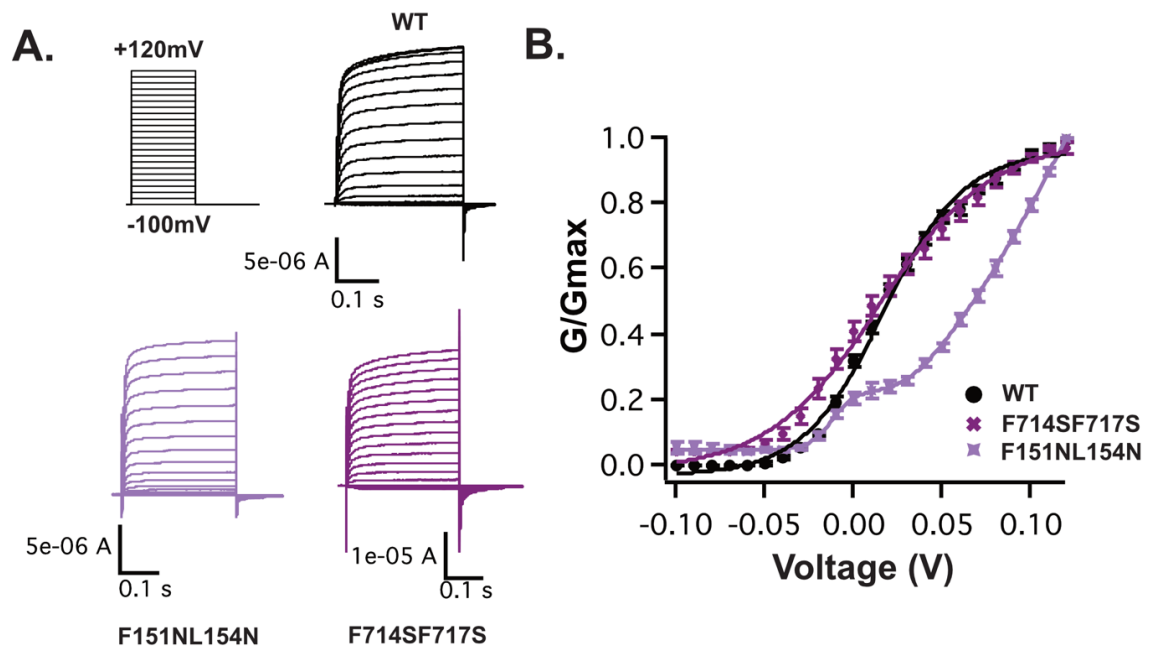 A.
+120mV
-100mV
WT
5e-06 A
0.1 s
5e-06 A
0.1 s
F151NL154N
1e-05 A
0.1 s
F714SF717S
B.
G/Gmax
1.0
0.8
0.6
0.4
0.2
0.0
-0.10 -0.05 0.00 0.05 0.10
Voltage (V)
WT
F714SF717S
F151NL154N